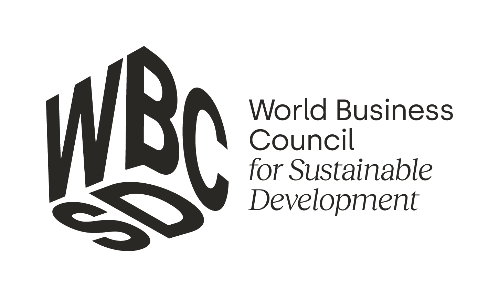 WBC
SD
World Business
Council
for Sustainable
Development